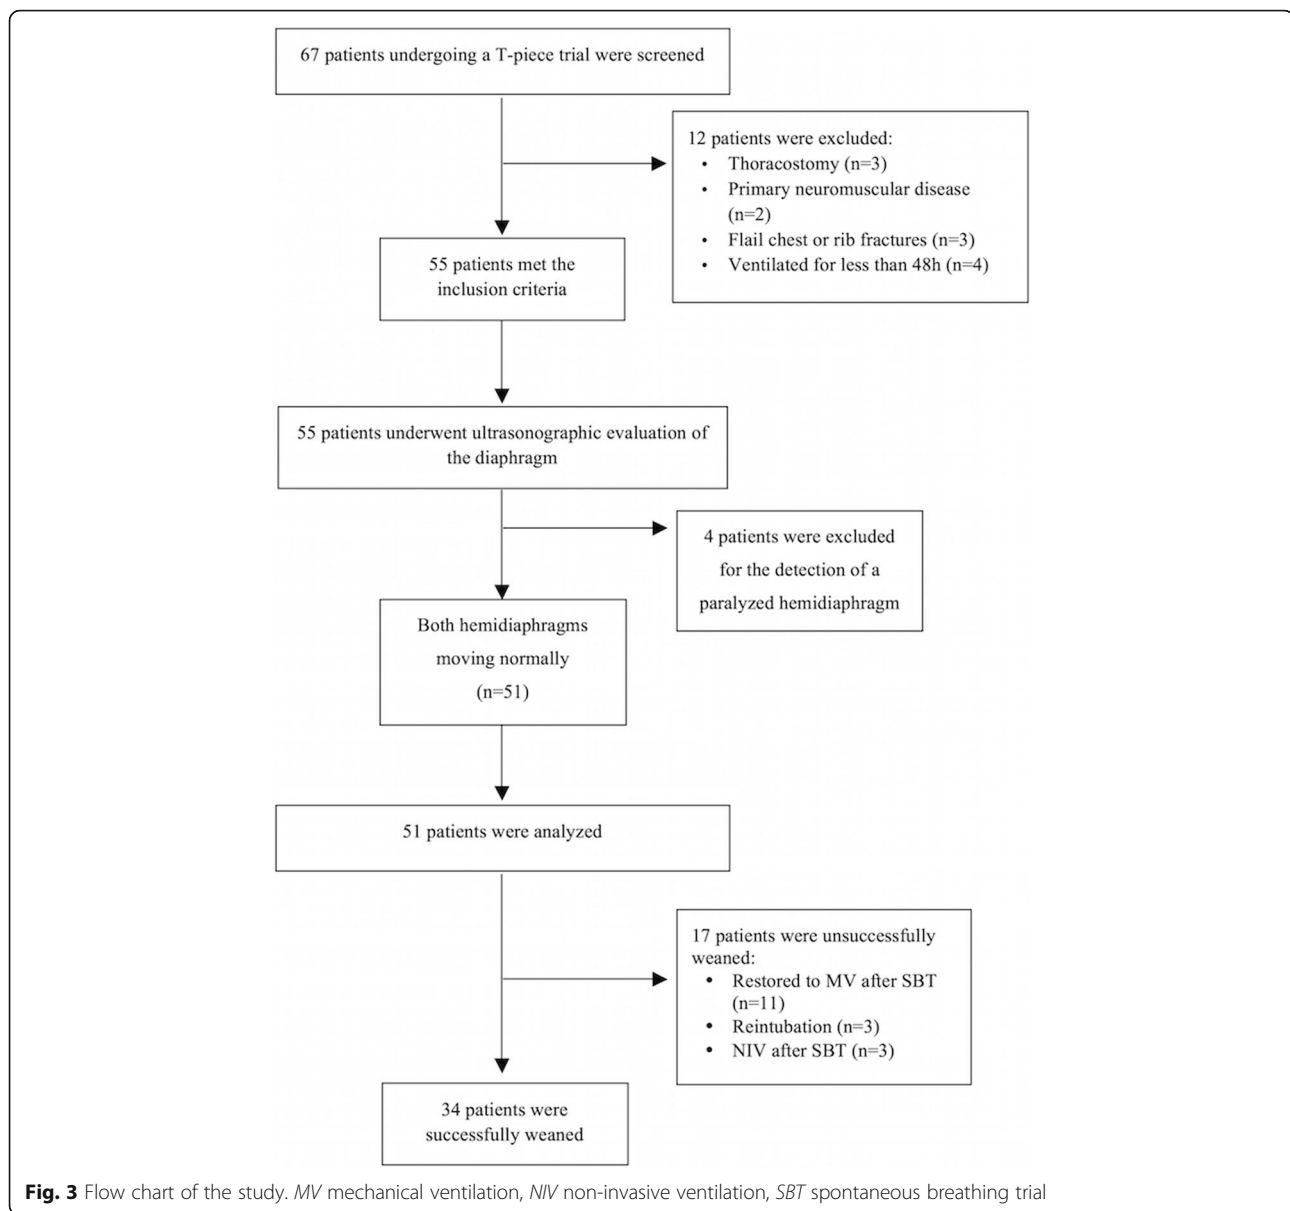 67 patients undergoing a T-piece trial were screened
12 patients were excluded:
• Thoracostomy (n=3)
• Primary neuromuscular disease
(n=2)
• Flail chest or rib fractures (n=3)
• Ventilated for less than 48h (n=4)
55 patients met the
inclusion criteria
55 patients underwent ultrasonographic evaluation of
the diaphragm
4 patients were excluded
for the detection of a
paralyzed hemidiaphragm
Both hemidiaphragms
moving normally
(n=51)
51 patients were analyzed
17 patients were unsuccessfully
weaned:
• Restored to MV after SBT
(n=11)
• Reintubation (n=3)
• NIV after SBT (n=3)
34 patients were
successfully weaned
Fig. 3 Flow chart of the study. MV mechanical ventilation, NIV non-invasive ventilation, SBT spontaneous breathing trial